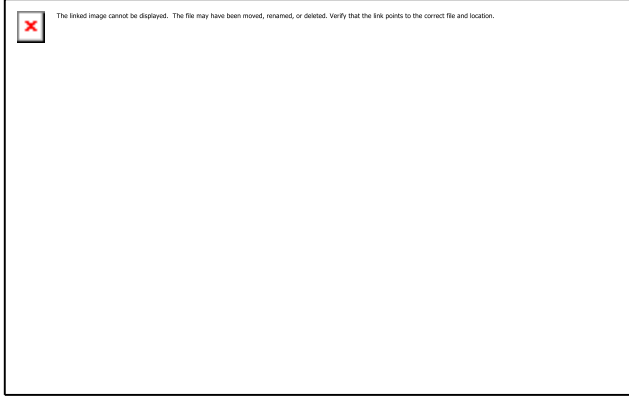 The linked image cannot be displayed.  The file may have been moved, renamed, or deleted. Verify that the link points to the correct file and location.